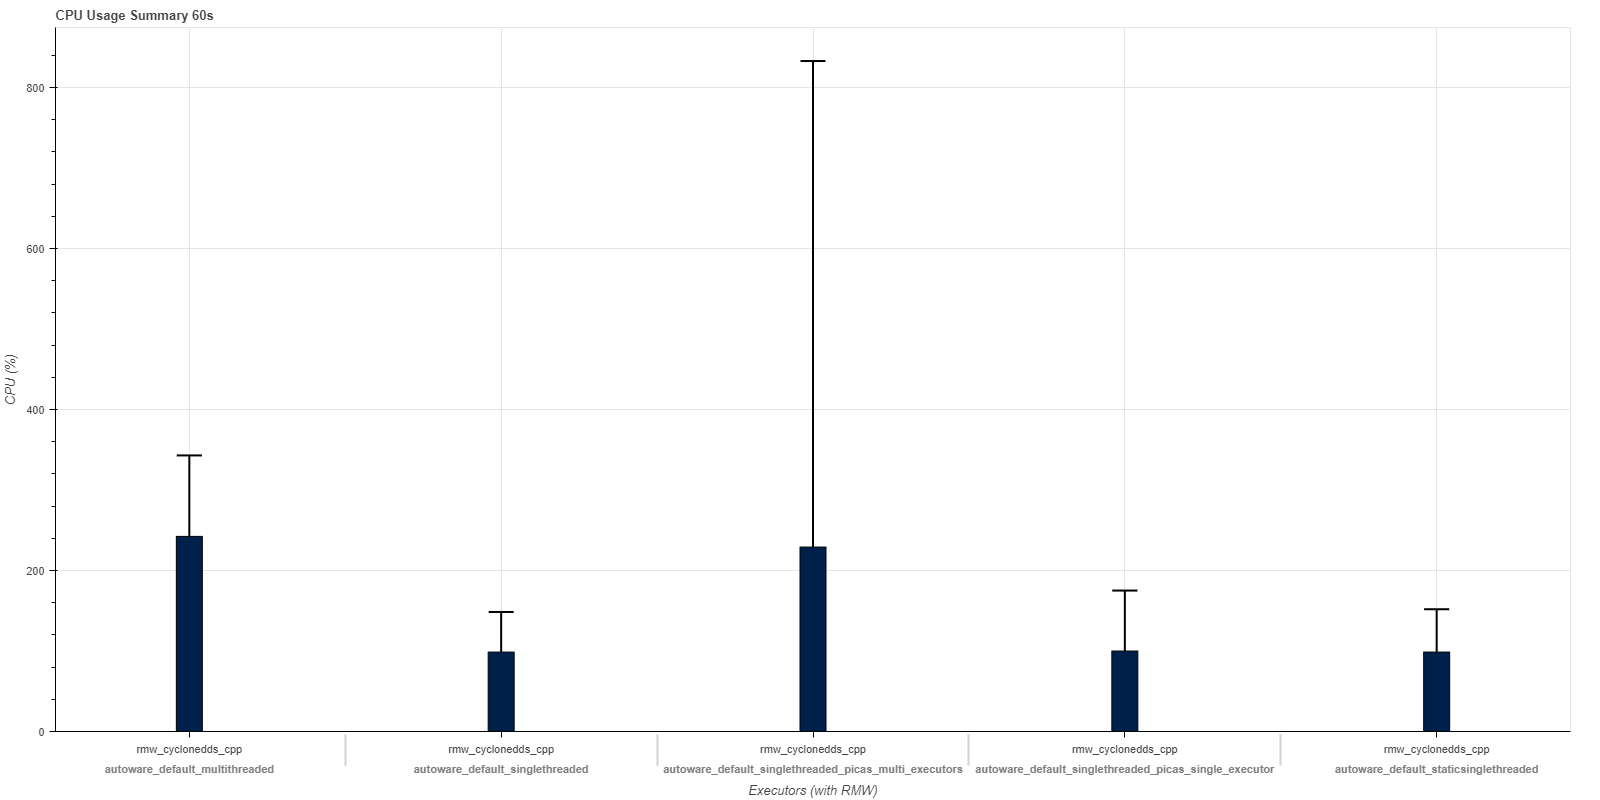 CPU Usage Summary 60s
800
600
400
200
0
CPU (%)
rmw_cyclonedds_cpp rmw_cyclonedds_cpp rmw_cyclonedds_cpp rmw_cyclonedds_cpp rmw_cyclonedds_cpp
autoware_default_multithreaded autoware_default_singlethreaded autoware_default_singlethreaded_picas_multi_executors autoware_default_singlethreaded_picas_single_executor autoware_default_staticsinglethreaded
Executors (with RMW)